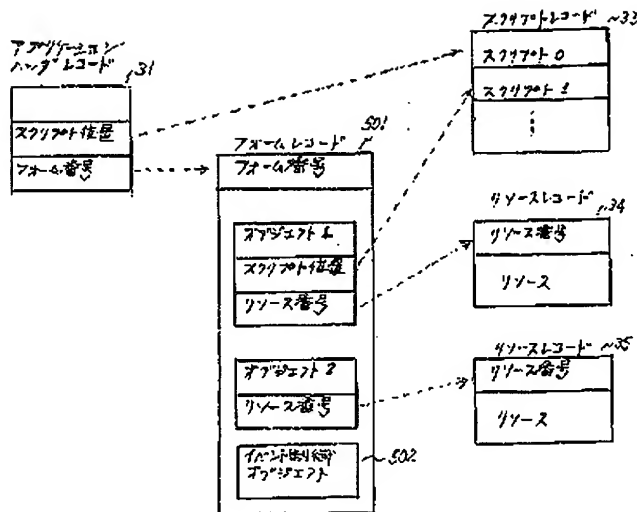 アプリケーション
ハンドルレコード
31
スクリプト位置
フォーム番号
フォームレコード
501
フォーム番号
オブジェクト1
スクリプト位置
リソース番号
オブジェクト2
リソース番号
イベント制御
オブジェクト
502
スクリプトレコード
33
スクリプト0
スクリプト1
リソースレコード
34
リソース番号
リソース
リソースレコード
35
リソース番号
リソース